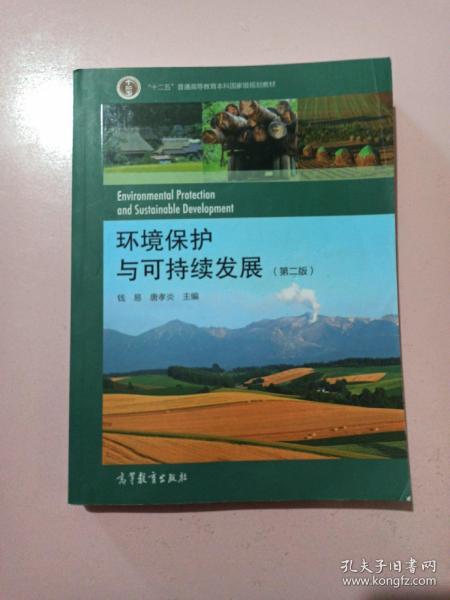 "十二五"普通高等教育本科国家级规划教材
Environmental Protection
and Sustainable Development
环境保护
与可持续发展（第二版）
钱 易 唐孝炎 主编
高等教育出版社
孔夫子旧书网
www.kongfz.com